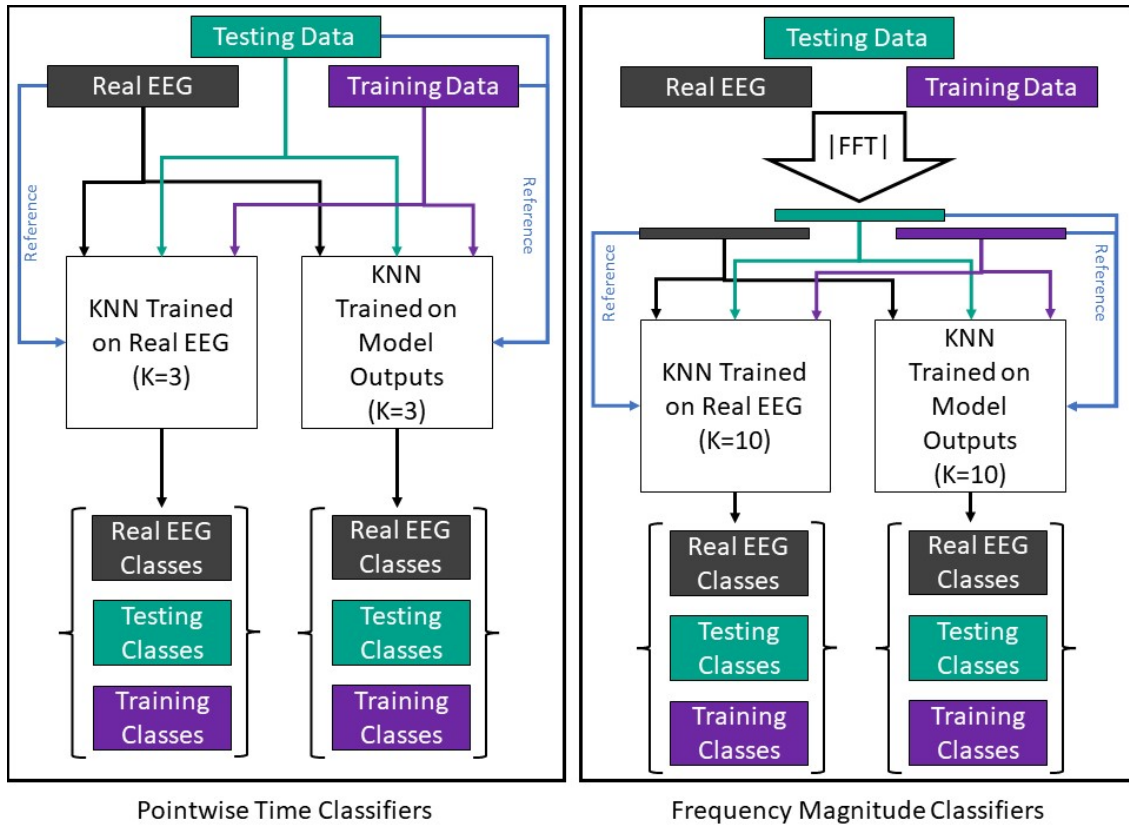 Testing Data
Real EEG
Training Data
Reference
Reference
KNN Trained
on Real EEG
(K=3)
KNN
Trained on
Model
Outputs
(K=3)
Real EEG
Classes
Testing
Classes
Training
Classes
Real EEG
Classes
Testing
Classes
Training
Classes
Pointwise Time Classifiers
Testing Data
Real EEG
Training Data
|FFT|
Reference
Reference
KNN Trained
on Real EEG
(K=10)
KNN
Trained on
Model
Outputs
(K=10)
Real EEG
Classes
Testing
Classes
Training
Classes
Real EEG
Classes
Testing
Classes
Training
Classes
Frequency Magnitude Classifiers